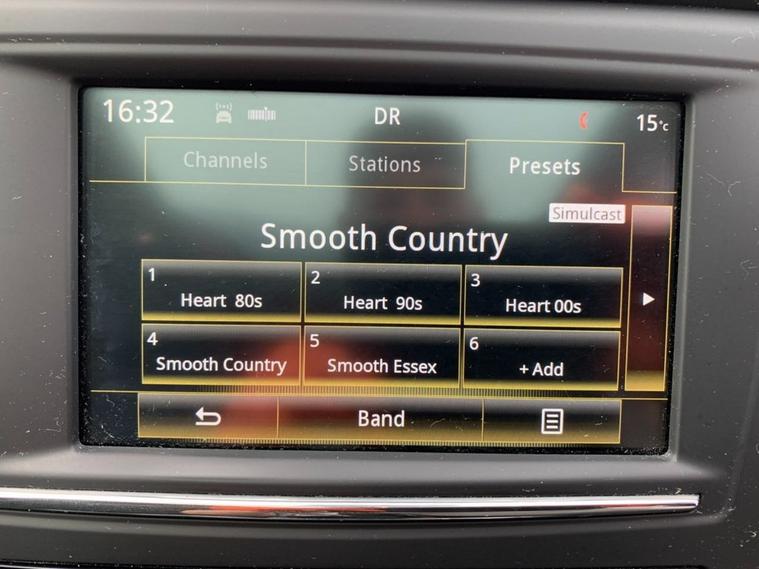 16:32
DR
15°c
Channels
Stations
Presets
Simulcast
Smooth Country
1
Heart 80s
2
Heart 90s
3
Heart 00s
4
Smooth Country
5
Smooth Essex
6
+ Add
Band